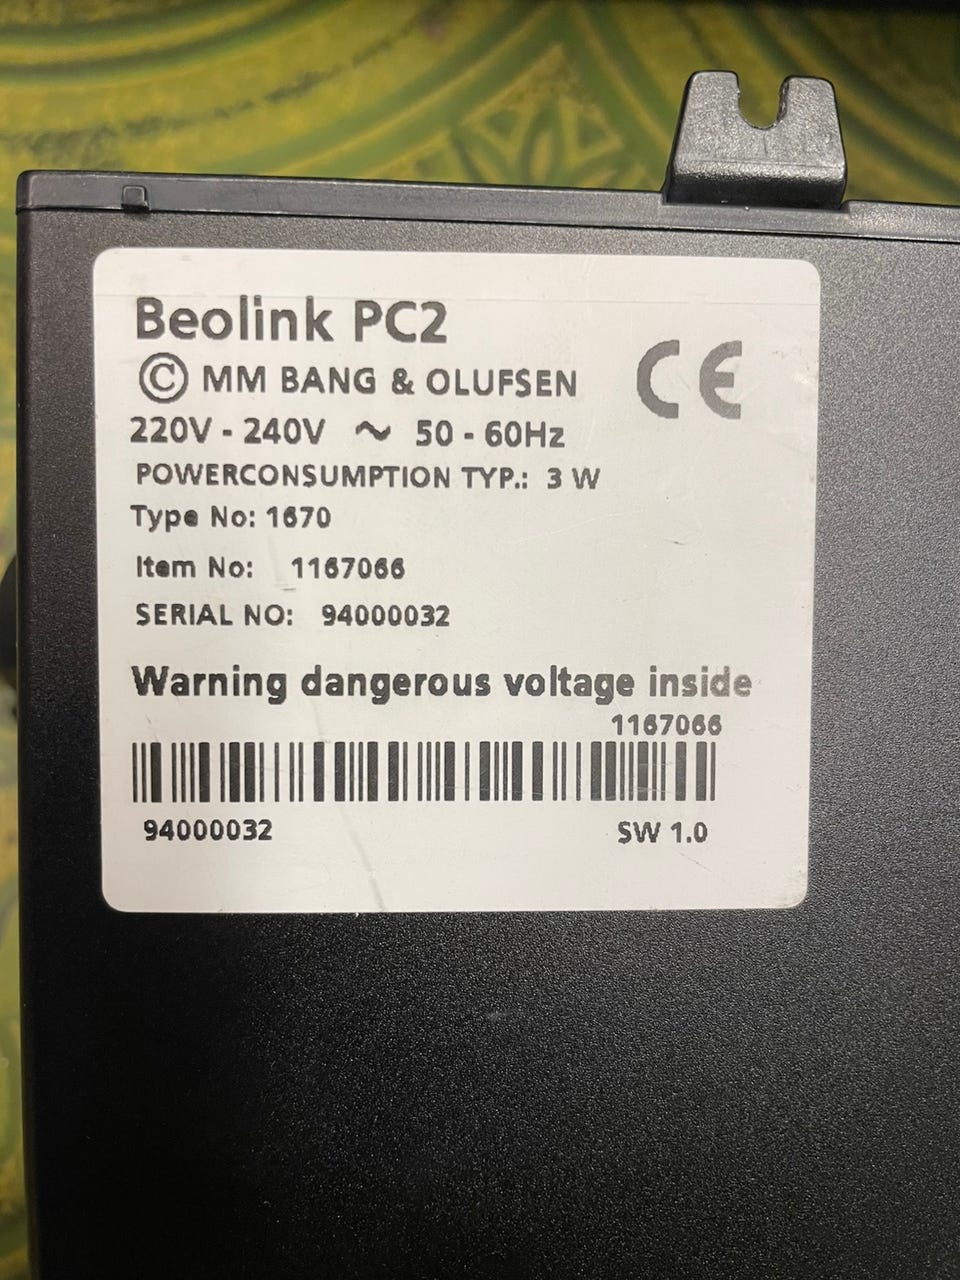 Beolink PC2
© MM BANG & OLUFSEN CE
220V - 240V ~ 50 - 60Hz
POWERCONSUMPTION TYP.: 3 W
Type No: 1670
Item No: 1167066
SERIAL NO: 94000032
Warning dangerous voltage inside
1167066
94000032 SW 1.0